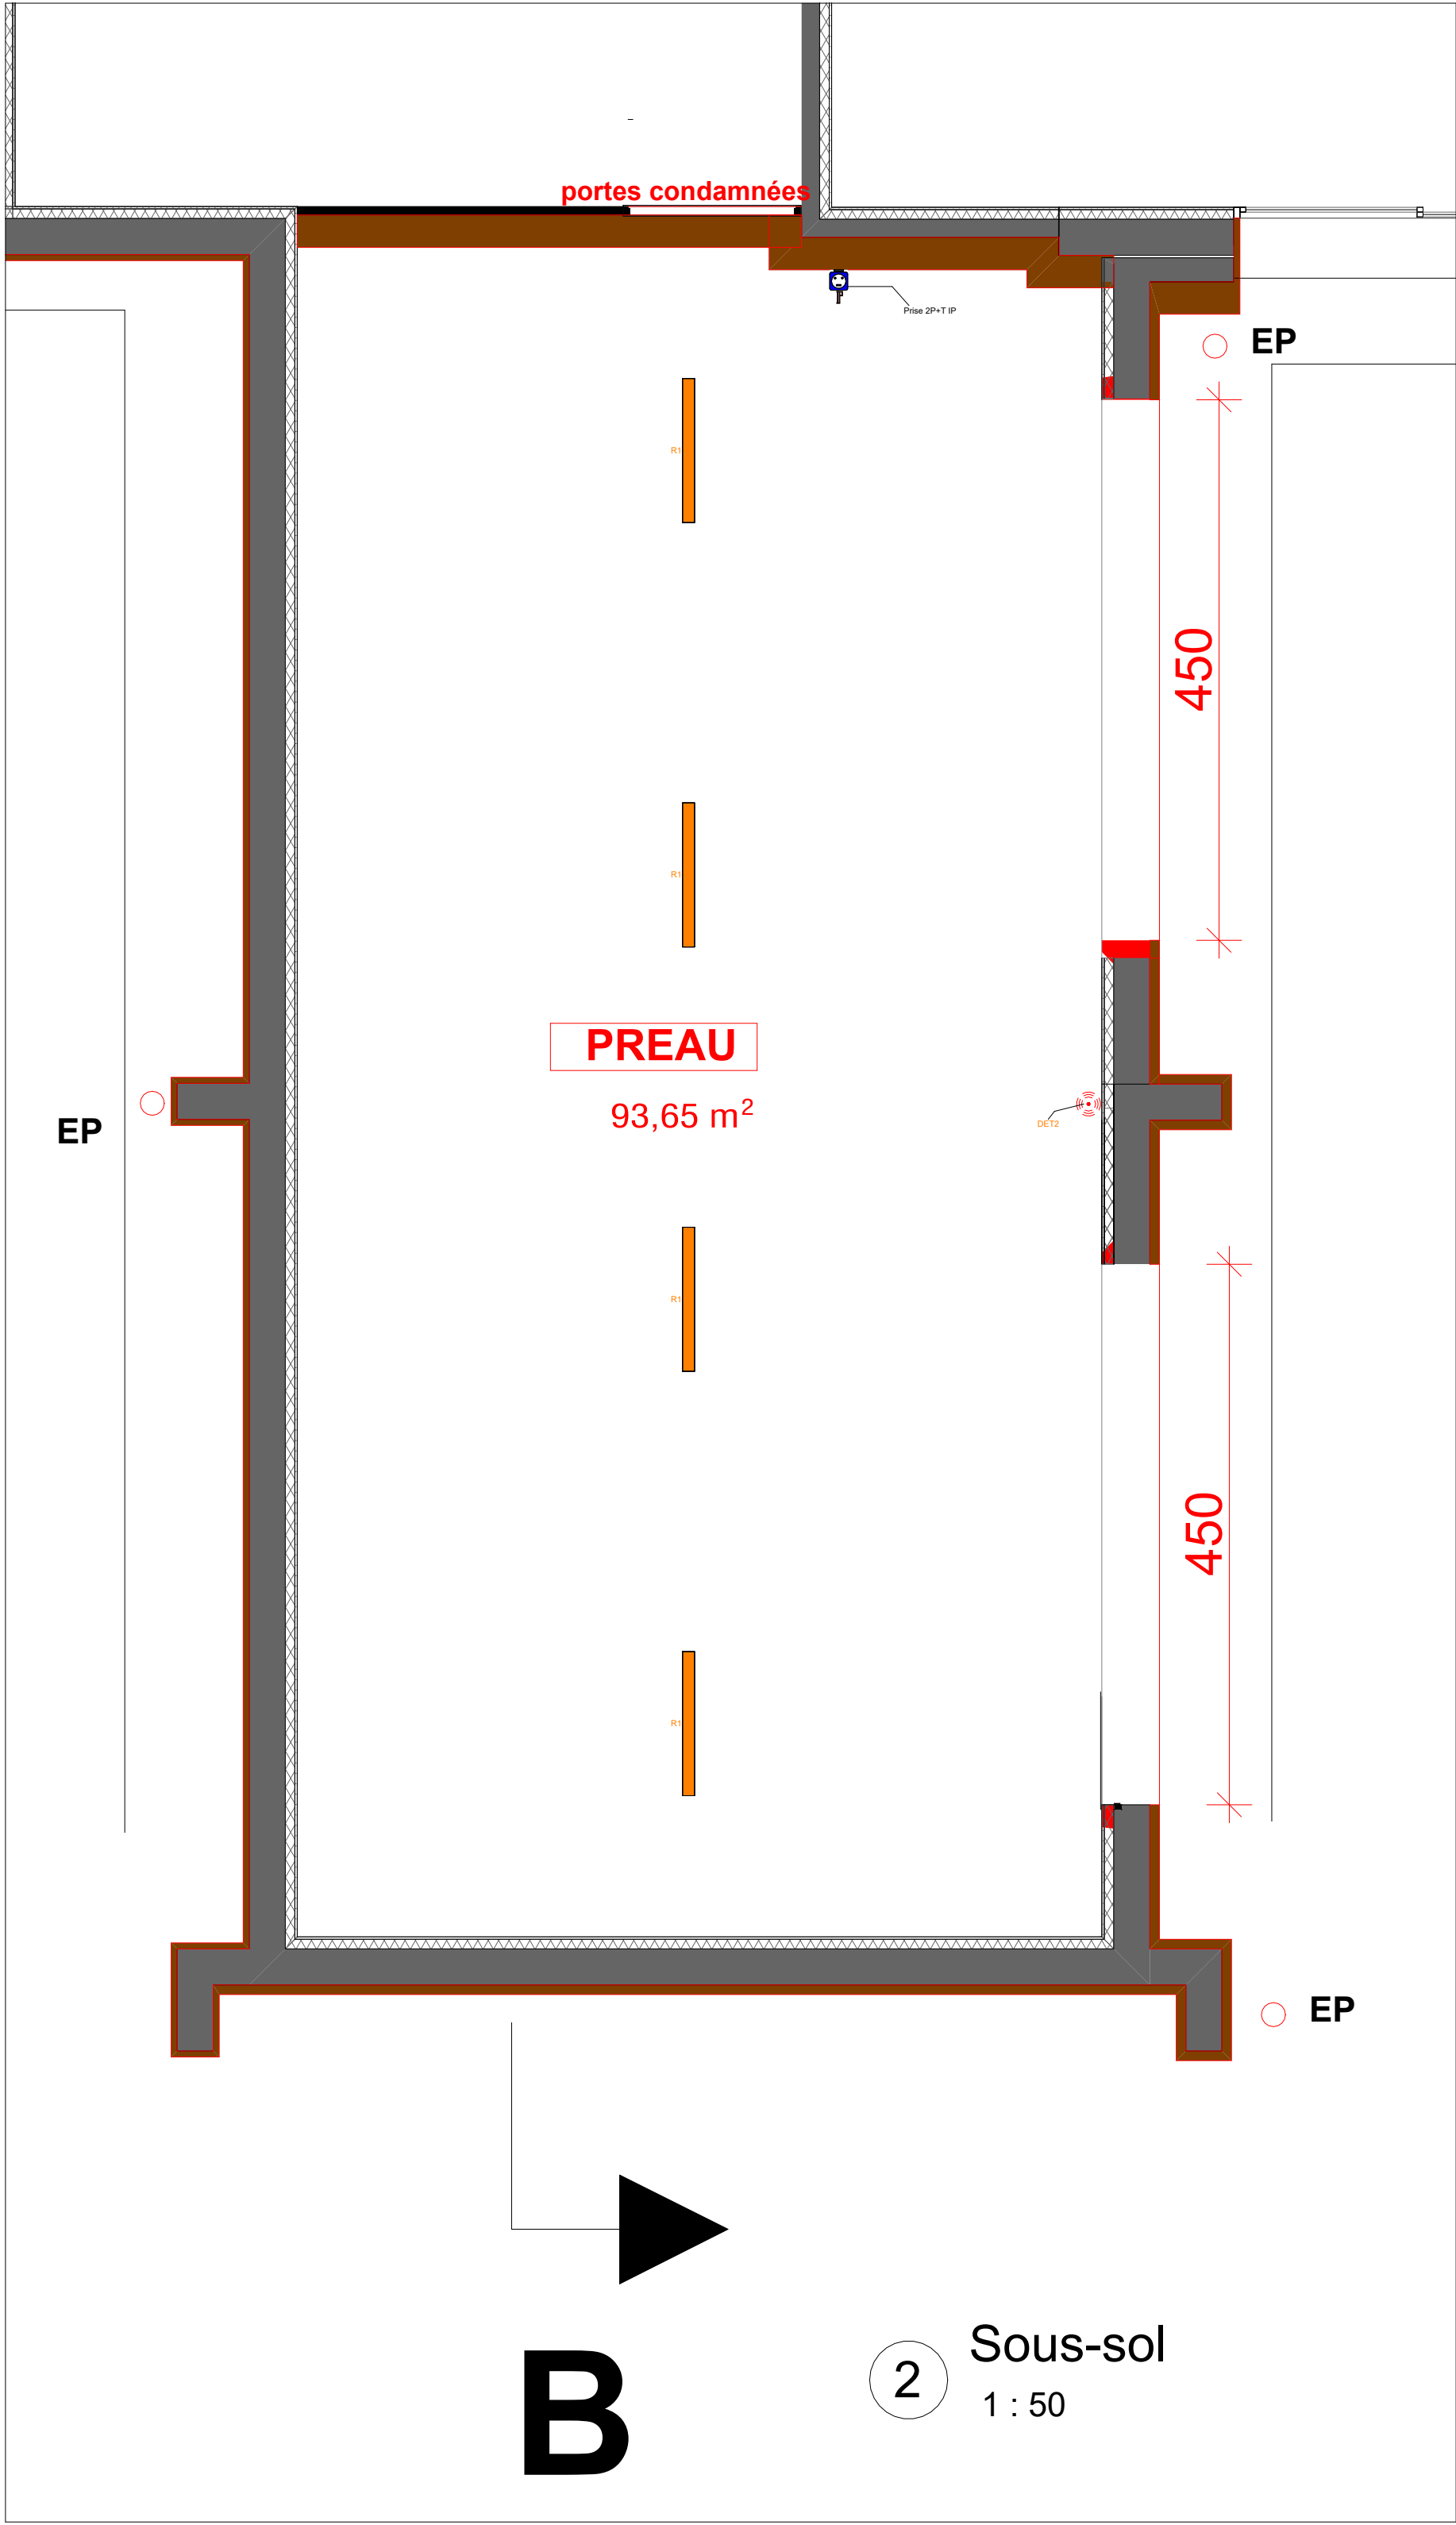 portes condamnées
Prise 2P+T IP
EP
R1
450
R1
PREAU
93,65 m²
EP
DET2
R1
450
R1
EP
B
2
Sous-sol
1 : 50